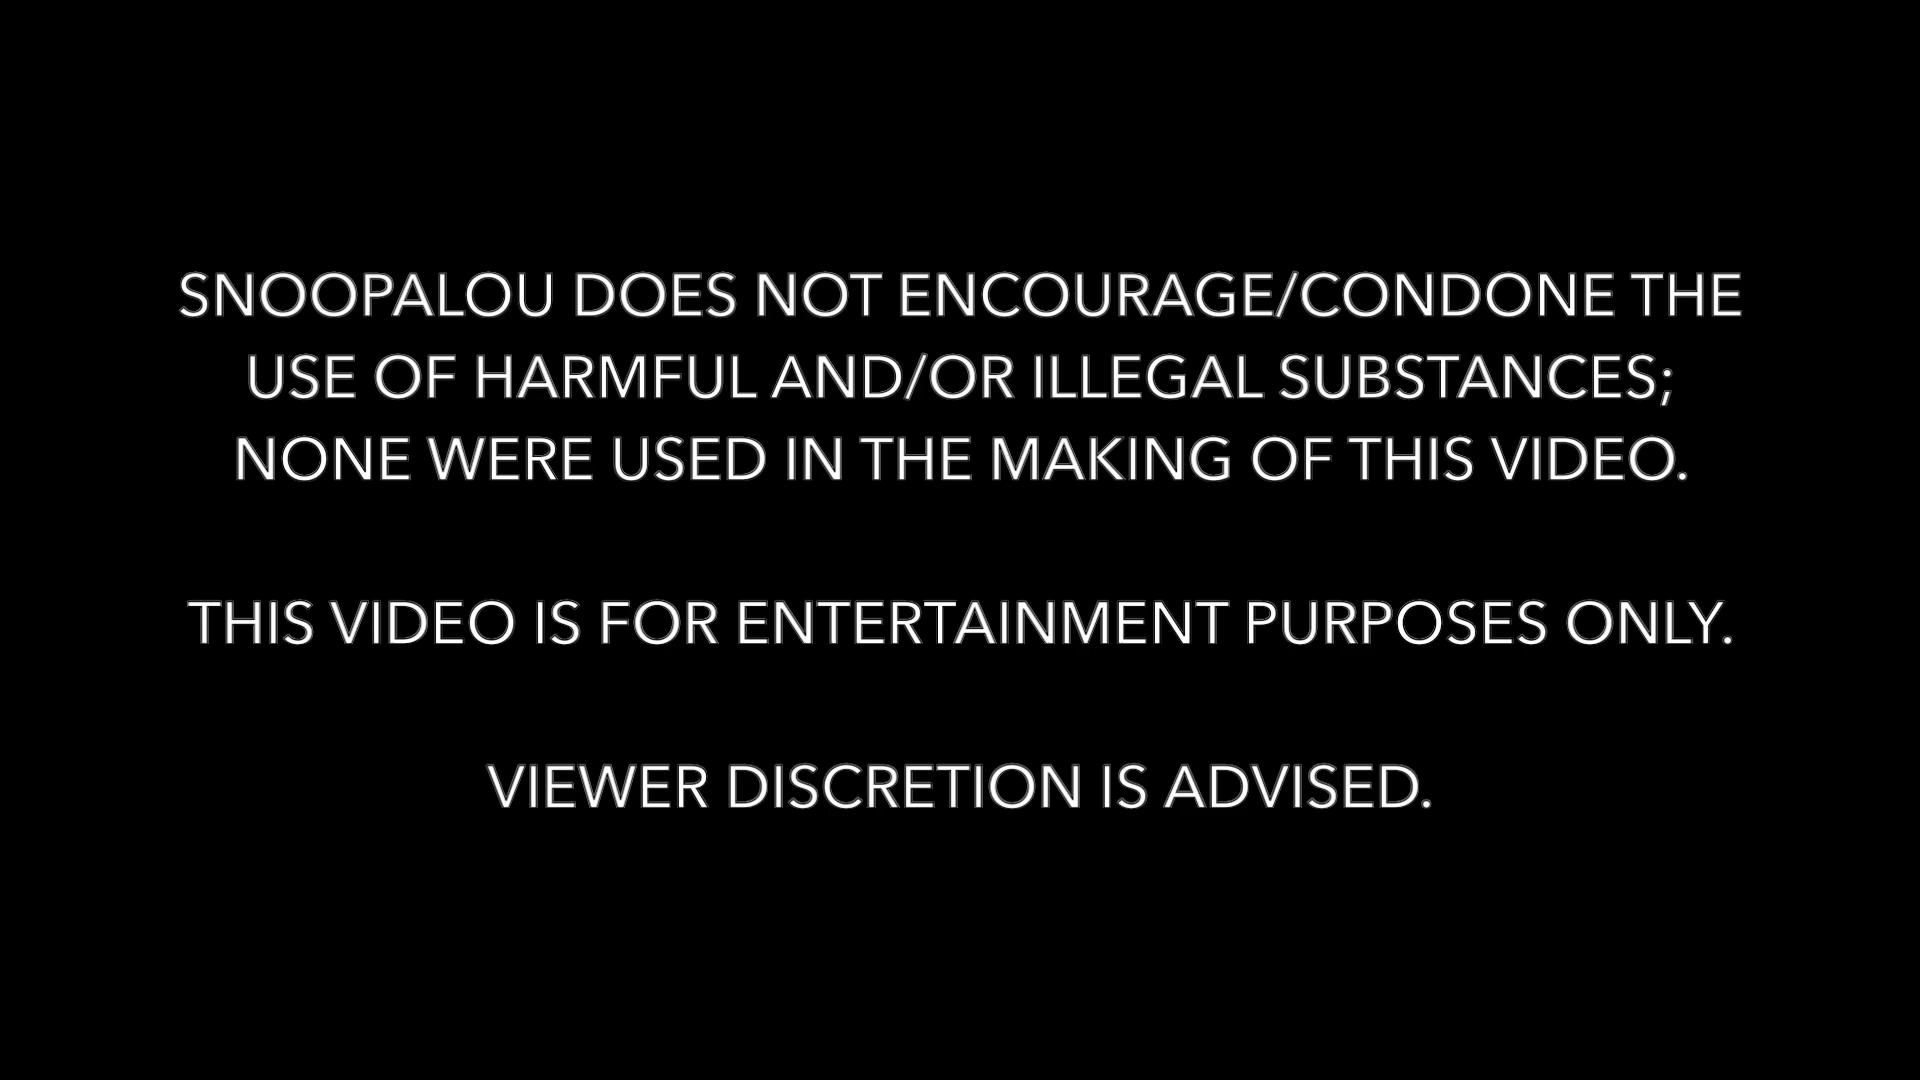 SNOOPALOU DOES NOT ENCOURAGE/CONDONE THE
USE OF HARMFUL AND/OR ILLEGAL SUBSTANCES;
NONE WERE USED IN THE MAKING OF THIS VIDEO.
THIS VIDEO IS FOR ENTERTAINMENT PURPOSES ONLY.
VIEWER DISCRETION IS ADVISED.